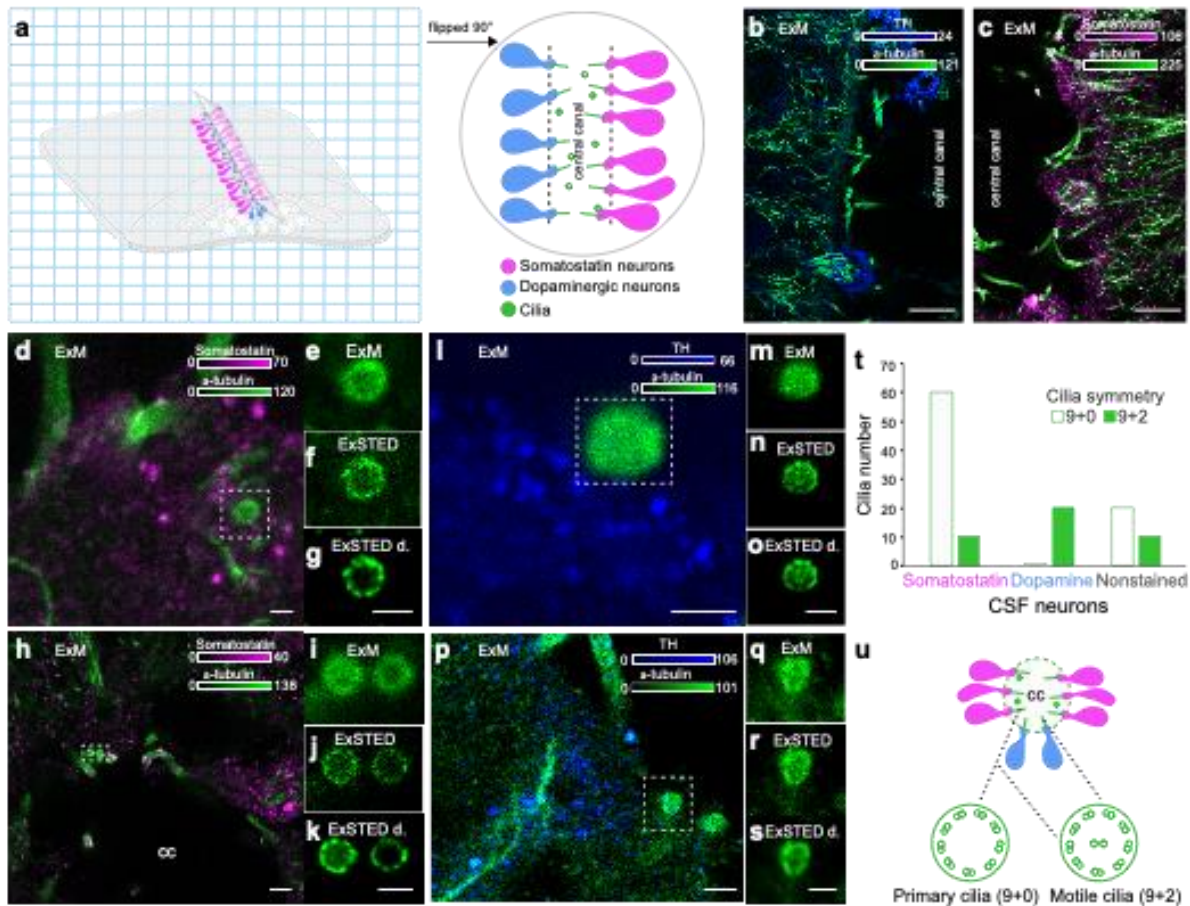 a
flipped 90°
central canal
Somatostatin neurons
Dopaminergic neurons
Cilia
b ExM
TH
0 24
a-tubulin
0 121
central canal
c ExM
Somatostatin
0 108
a-tubulin
0 225
central canal
d ExM
Somatostatin
0 70
a-tubulin
0 120
e ExM
f ExSTED
g ExSTED d.
l ExM
TH
0 66
a-tubulin
0 116
m ExM
n ExSTED
o ExSTED d.
t
70
60
50
40
30
20
10
0
Cilia number
Cilia symmetry
9+0 9+2
Somatostatin Dopamine Nonstained
CSF neurons
h ExM
Somatostatin
0 40
a-tubulin
0 138
cc
i ExM
j ExSTED
k ExSTED d.
p ExM
TH
0 106
a-tubulin
0 101
q ExM
r ExSTED
s ExSTED d.
u
cc
Primary cilia (9+0) Motile cilia (9+2)